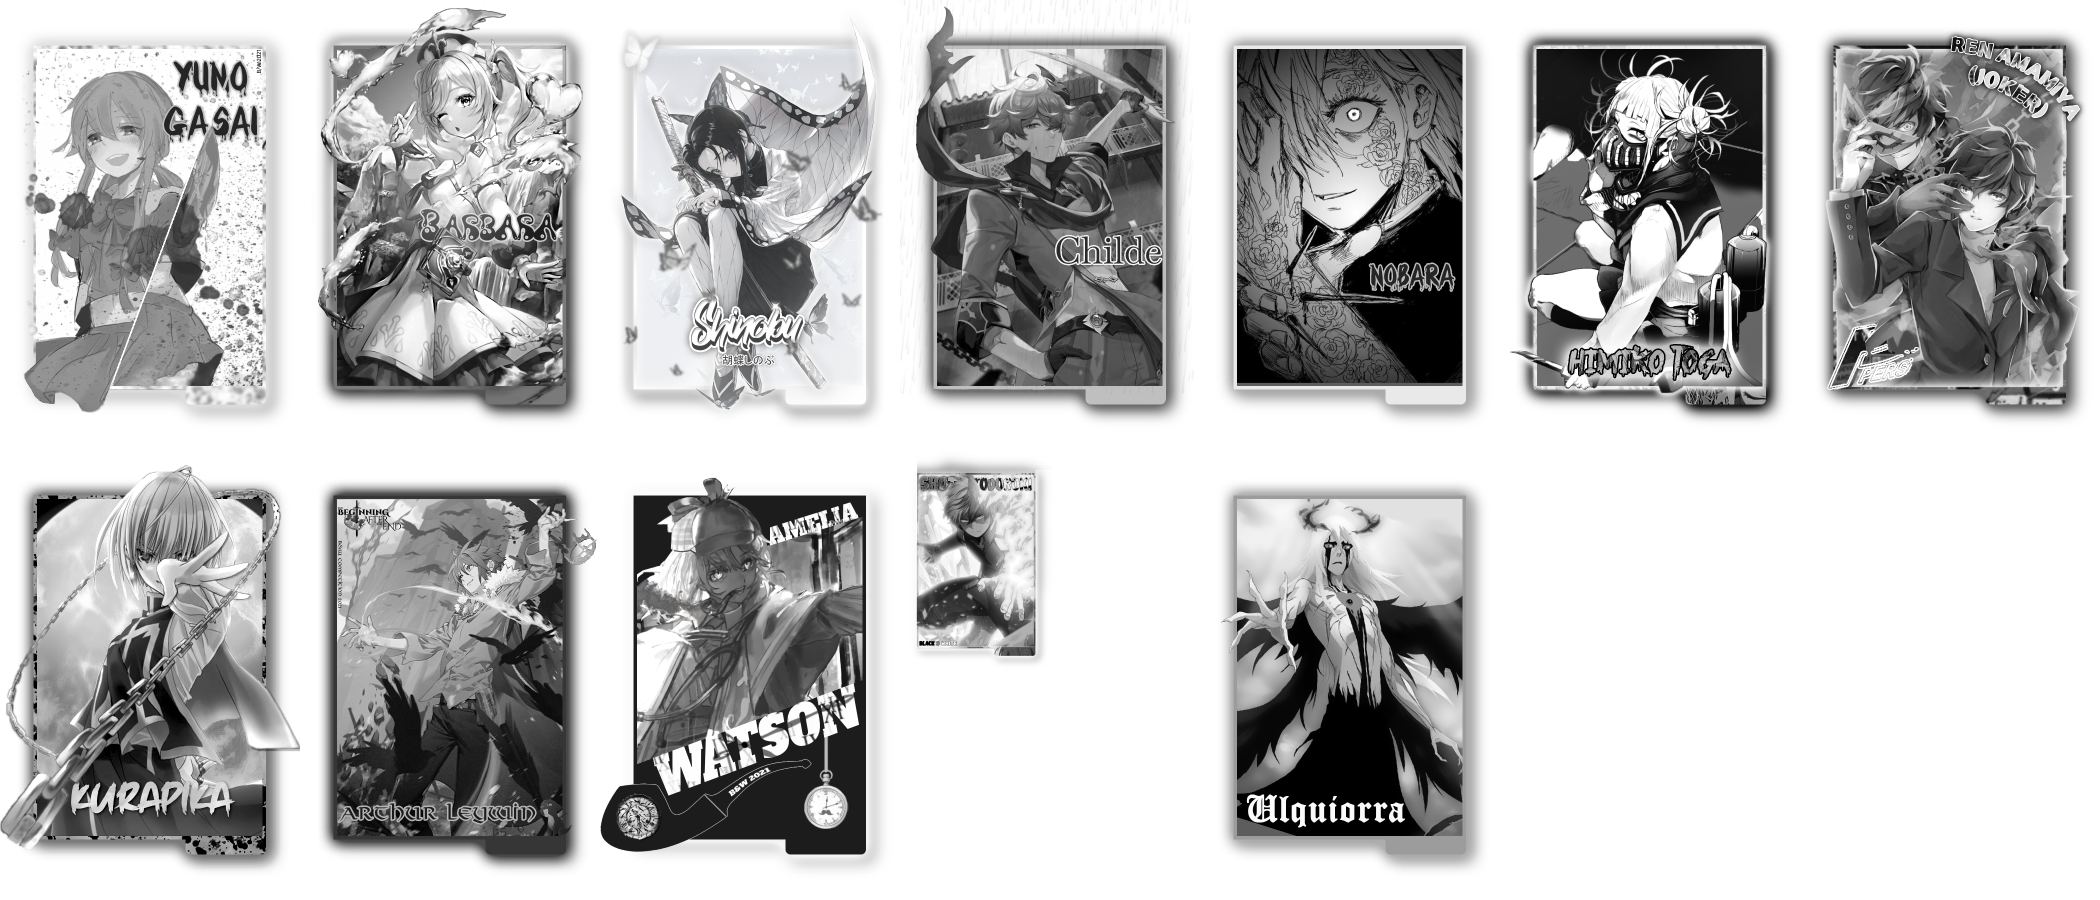 YUNO
GASAI
BARBARA
Shinobu
胡蝶しのぶ
Childe
NOBARA
HIMIKO TOGA
REN AMAMIYA
(JOKER)
KURAPIKA
BEGINNING
AFTER
END
ARTHUR LEYWIN
AMELIA
WATSON
B&W 2021
Ulquiorra